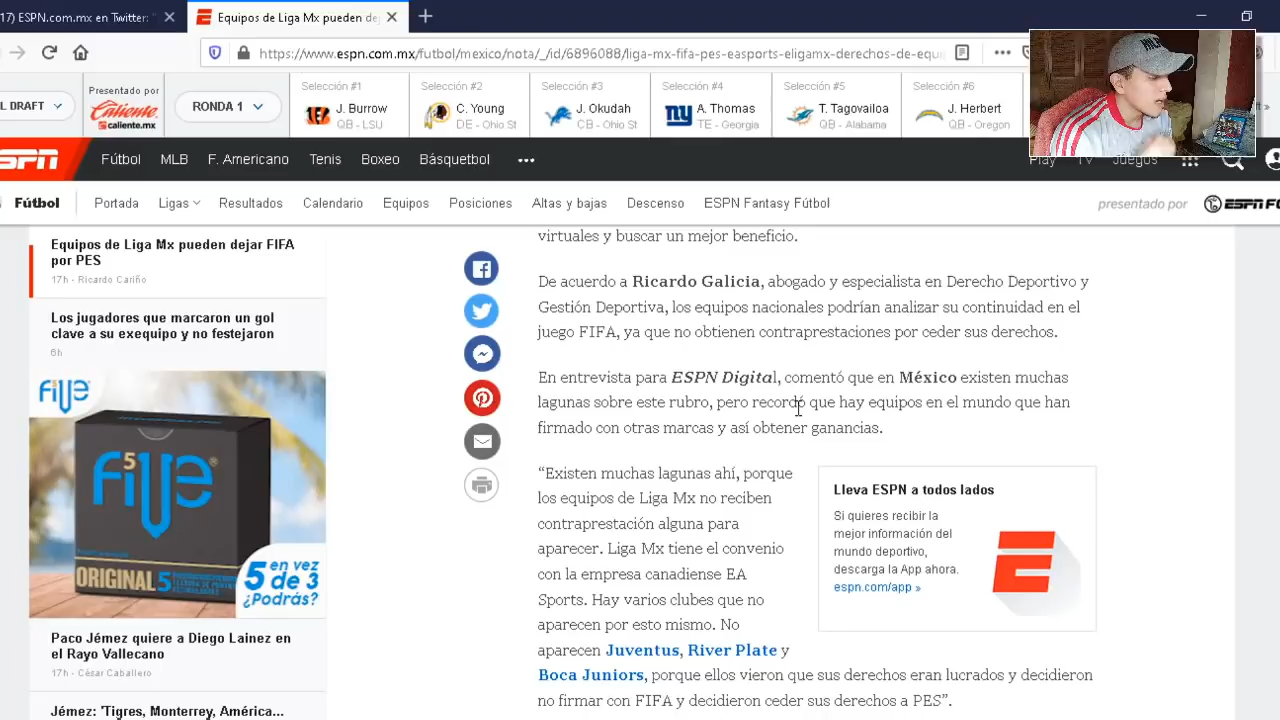 17) ESPN.com.mx en Twitter: "
Equipos de Liga Mx pueden dej
https://www.espn.com.mx/futbol/mexico/nota/_/id/6896088/liga-mx-fifa-pes-easports-eligamx-derechos-de-equi
L DRAFT
Presentado por
Caliente
caliente.mx
RONDA 1
Selección #1
J. Burrow
QB - LSU
Selección #2
C. Young
DE - Ohio St
Selección #3
J. Okudah
CB - Ohio St
Selección #4
A. Thomas
TE - Georgia
Selección #5
T. Tagovailoa
QB - Alabama
Selección #6
J. Herbert
QB - Oregon
ESPN
Fútbol
MLB
F. Americano
Tenis
Boxeo
Básquetbol
Play
TV
Juegos
Fútbol
Portada
Ligas
Resultados
Calendario
Equipos
Posiciones
Altas y bajas
Descenso
ESPN Fantasy Fútbol
presentado por
ESPN FC
Equipos de Liga Mx pueden dejar FIFA
por PES
17h - Ricardo Cariño
Los jugadores que marcaron un gol
clave a su exequipo y no festejaron
6h
FIVE
5
FIVE
ORIGINAL 5
5 en vez
de 3
¿Podrás?
Paco Jémez quiere a Diego Lainez en
el Rayo Vallecano
17h - César Caballero
Jémez: 'Tigres, Monterrey, América...
virtuales y buscar un mejor beneficio.
De acuerdo a Ricardo Galicia, abogado y especialista en Derecho Deportivo y
Gestión Deportiva, los equipos nacionales podrían analizar su continuidad en el
juego FIFA, ya que no obtienen contraprestaciones por ceder sus derechos.
En entrevista para ESPN Digital, comentó que en México existen muchas
lagunas sobre este rubro, pero recordó que hay equipos en el mundo que han
firmado con otras marcas y así obtener ganancias.
“Existen muchas lagunas ahí, porque
los equipos de Liga Mx no reciben
contraprestación alguna para
aparecer. Liga Mx tiene el convenio
con la empresa canadiense EA
Sports. Hay varios clubes que no
aparecen por esto mismo. No
aparecen Juventus, River Plate y
Boca Juniors, porque ellos vieron que sus derechos eran lucrados y decidieron
no firmar con FIFA y decidieron ceder sus derechos a PES”.
Lleva ESPN a todos lados
Si quieres recibir la
mejor información del
mundo deportivo,
descarga la App ahora.
espn.com/app »